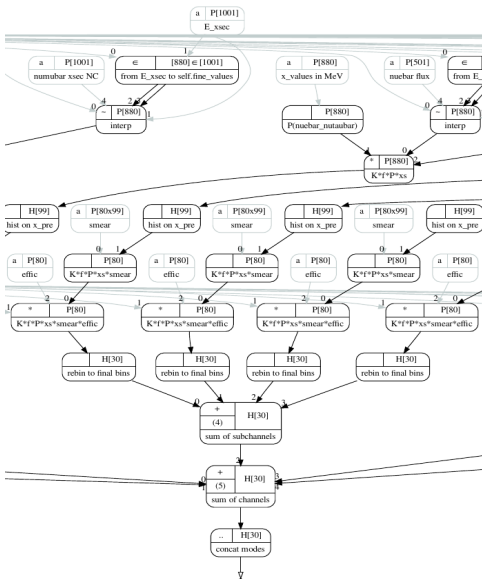 a P[1001]
E_xsec
0
1
a P[1001]
numubar xsec NC
∈ [880]∈[1001]
from E_xsec to self.fine_values
a P[880]
x_values in MeV
a P[501]
nuebar flux
∈
from E_
0 4 2 3 1
~ P[880]
interp
P[880]
P(nuebar_nutaubar)
0 4 2
~ P[880]
interp
1 0 2
* P[880]
K*f*P*xs
H[99]
hist on x_pre
a P[80x99]
smear
H[99]
hist on x_pre
a P[80x99]
smear
H[99]
hist on x_pre
a P[80x99]
smear
H[99]
hist on x_pre
a P[80]
effic
0 1
P[80]
K*f*P*xs*smear
a P[80]
effic
0 1
P[80]
K*f*P*xs*smear
a P[80]
effic
0 1
P[80]
K*f*P*xs*smear
a P[80]
effic
1 2 0
* P[80]
K*f*P*xs*smear*effic
1 2 0
* P[80]
K*f*P*xs*smear*effic
1 2 0
* P[80]
K*f*P*xs*smear*effic
1 2 0
* P[80]
K*f*P*xs*smear*effic
H[30]
rebin to final bins
H[30]
rebin to final bins
H[30]
rebin to final bins
H[30]
rebin to final bins
0 1 2 3
+
(4) H[30]
sum of subchannels
2
0 3
1 4
+
(5) H[30]
sum of channels
.. H[30]
concat modes